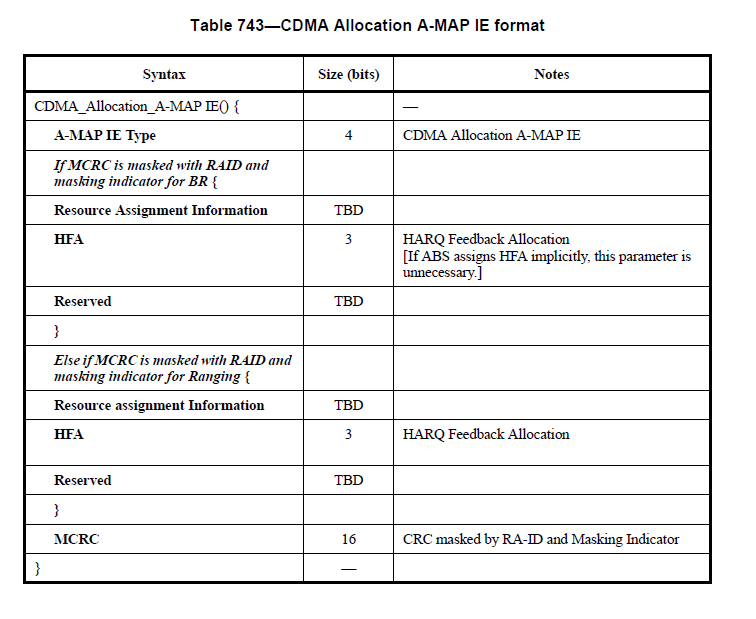 Table 743—CDMA Allocation A-MAP IE format
Syntax Size (bits) Notes
CDMA_Allocation_A-MAP IE() { —
A-MAP IE Type 4 CDMA Allocation A-MAP IE
If MCRC is masked with RAID and
masking indicator for BR {
Resource Assignment Information TBD
HFA 3 HARQ Feedback Allocation
[If ABS assigns HFA implicitly, this parameter is
unnecessary.]
Reserved TBD
}
Else if MCRC is masked with RAID and
masking indicator for Ranging {
Resource assignment Information TBD
HFA 3 HARQ Feedback Allocation
Reserved TBD
}
MCRC 16 CRC masked by RA-ID and Masking Indicator
} —